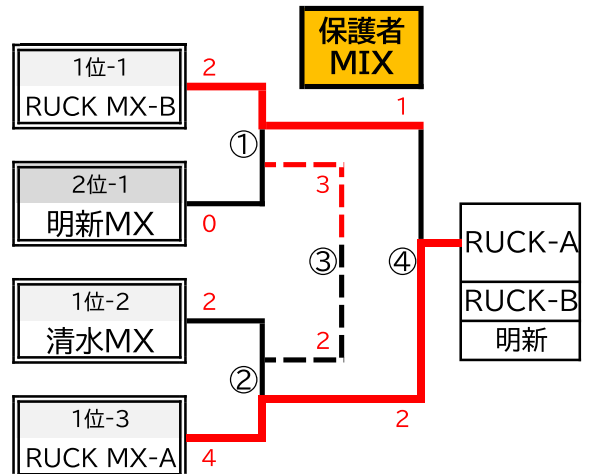 保護者
MIX
1位-1
RUCK MX-B
2
①
1
2位-1
明新MX
0
3
③
④
RUCK-A
RUCK-B
明新
1位-2
清水MX
2
2
②
2
1位-3
RUCK MX-A
4